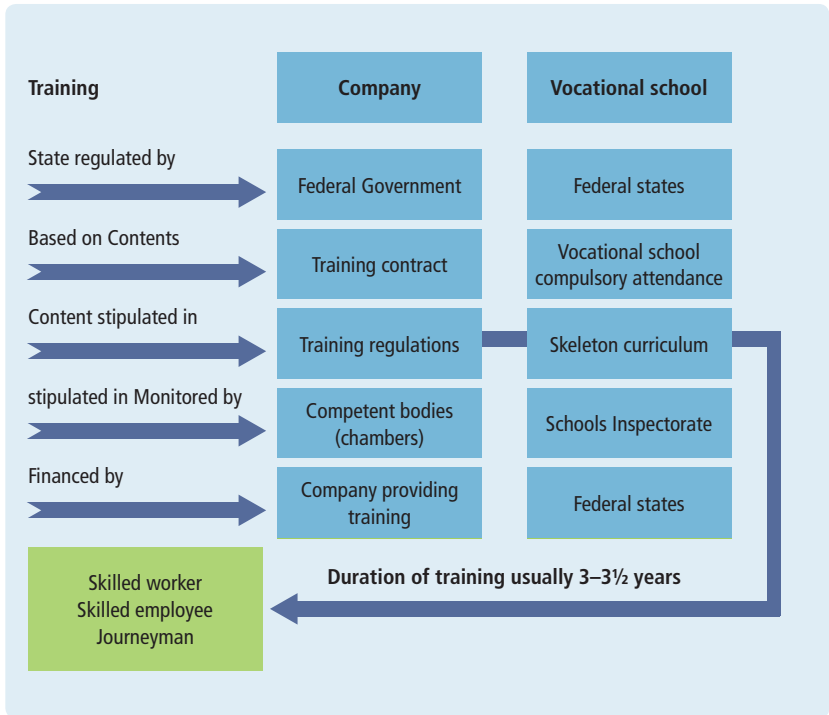 Training
Company
Vocational school
State regulated by
Federal Government
Federal states
Based on Contents
Training contract
Vocational school
compulsory attendance
Content stipulated in
Training regulations
Skeleton curriculum
stipulated in Monitored by
Competent bodies
(chambers)
Schools Inspectorate
Financed by
Company providing
training
Federal states
Duration of training usually 3–3½ years
Skilled worker
Skilled employee
Journeyman